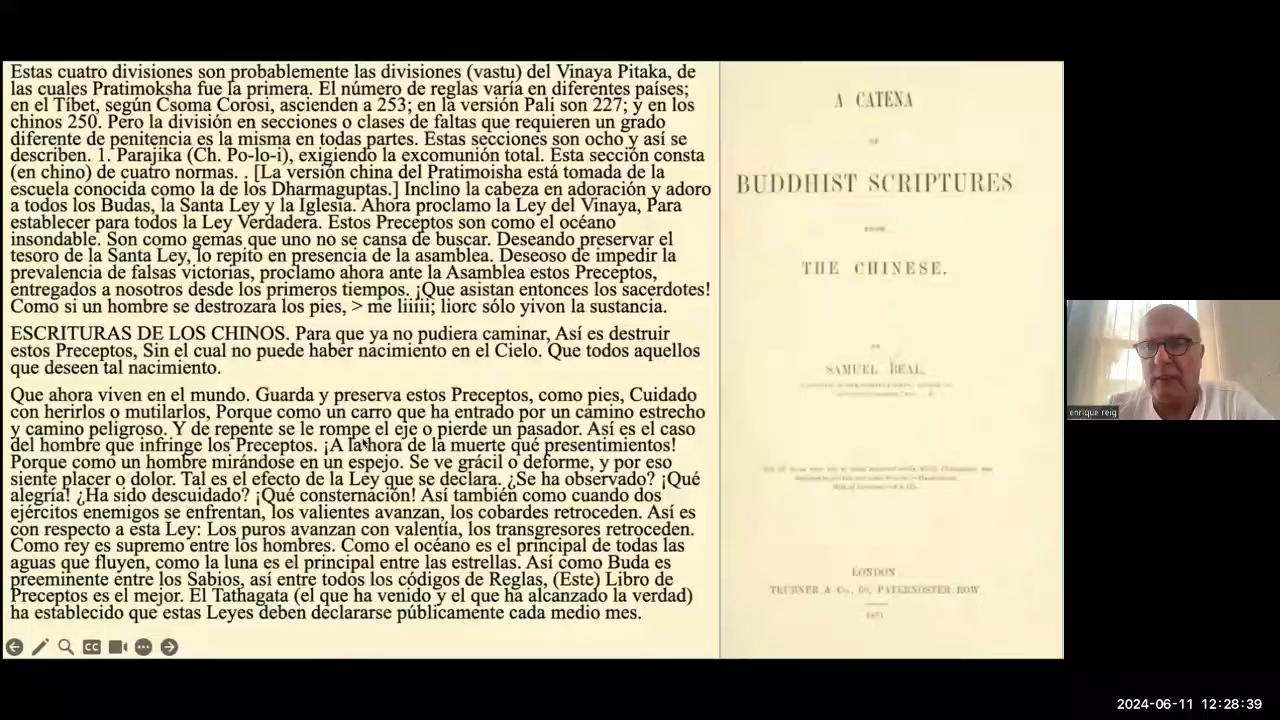 Estas cuatro divisiones son probablemente las divisiones (vastu) del Vinaya Pitaka, de
las cuales Pratimoksha fue la primera. El número de reglas varía en diferentes países;
en el Tíbet, según Csoma Corosi, ascienden a 253; en la versión Pali son 227; y en los
chinos 250. Pero la división en secciones o clases de faltas que requieren un grado
diferente de penitencia es la misma en todas partes. Estas secciones son ocho y así se
describen. 1. Parajika (Ch. Po-lo-i), exigiendo la excomunión total. Esta sección consta
(en chino) de cuatro normas. . [La versión china del Pratimoisha está tomada de la
escuela conocida como la de los Dharmaguptas.] Inclino la cabeza en adoración y adoro
a todos los Budas, la Santa Ley y la Iglesia. Ahora proclamo la Ley del Vinaya, Para
establecer para todos la Ley Verdadera. Estos Preceptos son como el océano
insondable. Son como gemas que uno no se cansa de buscar. Deseando preservar el
tesoro de la Santa Ley, lo repito en presencia de la asamblea. Deseoso de impedir la
prevalencia de falsas victorias, proclamo ahora ante la Asamblea estos Preceptos,
entregados a nosotros desde los primeros tiempos. ¡Que asistan entonces los sacerdotes!
Como si un hombre se destrozara los pies, > me liiiii; liorc sólo yivon la sustancia.
ESCRITURAS DE LOS CHINOS. Para que ya no pudiera caminar, Así es destruir
estos Preceptos, Sin el cual no puede haber nacimiento en el Cielo. Que todos aquellos
que deseen tal nacimiento.
Que ahora viven en el mundo. Guarda y preserva estos Preceptos, como pies, Cuidado
con herirlos o mutilarlos, Porque como un carro que ha entrado por un camino estrecho
y camino peligroso. Y de repente se le rompe el eje o pierde un pasador. Así es el caso
del hombre que infringe los Preceptos. ¡A la hora de la muerte qué presentimientos!
Porque como un hombre mirándose en un espejo. Se ve grácil o deforme, y por eso
siente placer o dolor. Tal es el efecto de la Ley que se declara. ¿Se ha observado? ¡Qué
alegría! ¿Ha sido descuidado? ¡Qué consternación! Así también como cuando dos
ejércitos enemigos se enfrentan, los valientes avanzan, los cobardes retroceden. Así es
con respecto a esta Ley: Los puros avanzan con valentía, los transgresores retroceden.
Como rey es supremo entre los hombres. Como el océano es el principal de todas las
aguas que fluyen, como la luna es el principal entre las estrellas. Así como Buda es
preeminente entre los Sabios, así entre todos los códigos de Reglas, (Este) Libro de
Preceptos es el mejor. El Tathagata (el que ha venido y el que ha alcanzado la verdad)
ha establecido que estas Leyes deben declararse públicamente cada medio mes.
CC
A CATENA
OF
BUDDHIST SCRIPTURES
FROM
THE CHINESE.
BY
SAMUEL BEAL,
LONDON
TRUBNER & Co., 60, PATERNOSTER ROW
1871
enrique reig
2024-06-11 12:28:39